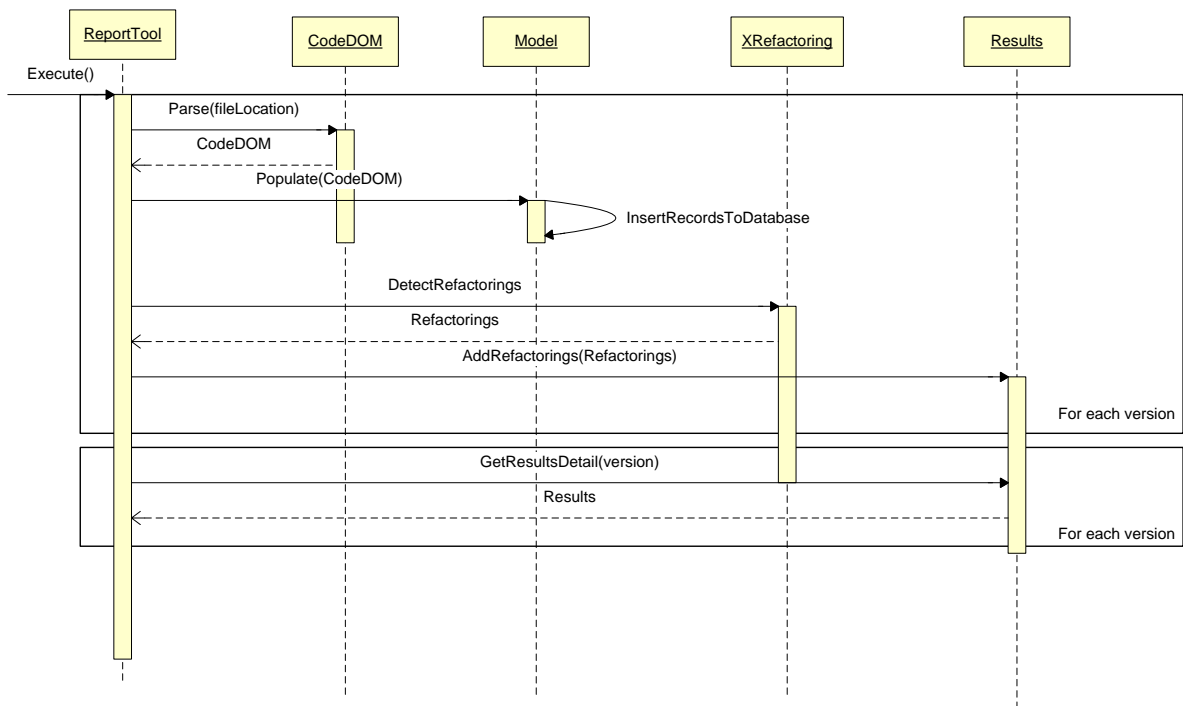 ReportTool
CodeDOM
Model
XRefactoring
Results
Execute()
Parse(fileLocation)
CodeDOM
Populate(CodeDOM)
InsertRecordsToDatabase
DetectRefactorings
Refactorings
AddRefactorings(Refactorings)
For each version
GetResultsDetail(version)
Results
For each version